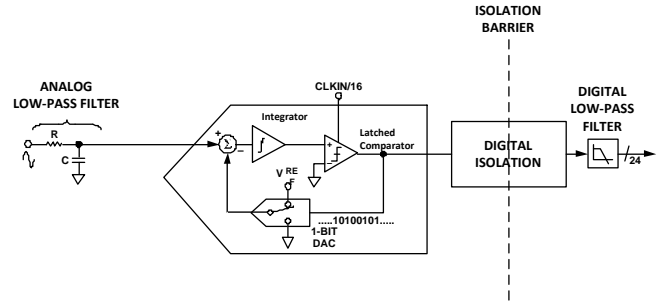 ISOLATION
BARRIER
ANALOG
LOW-PASS FILTER
R
C
CLKIN/16
Integrator
Latched
Comparator
+
Σ
−
∫
+
−
V RE
F
.....10100101.....
1-BIT
DAC
DIGITAL
ISOLATION
DIGITAL
LOW-PASS
FILTER
24